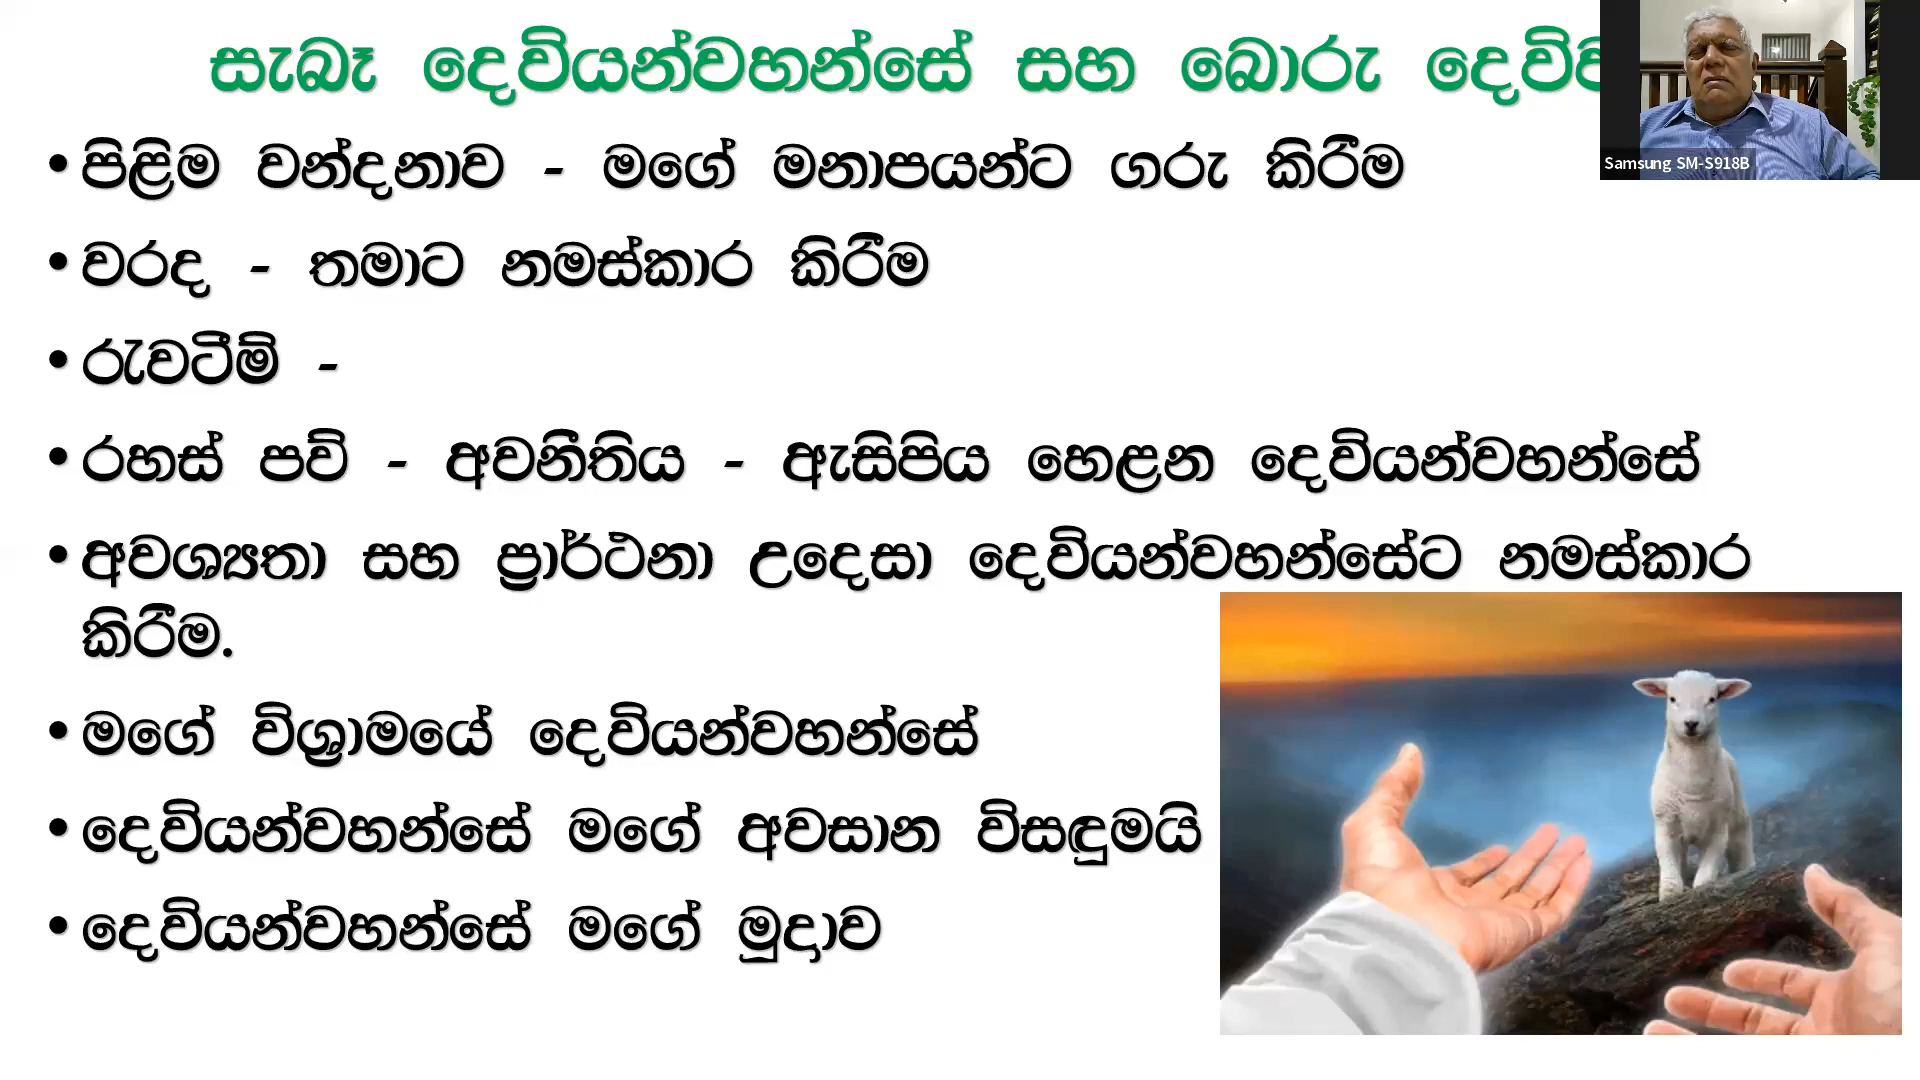 සැබෑ දෙවියන්වහන්සේ සහ බොරු
• පිළිම වන්දනාව - මගේ මනාපයන්ට ගරු කිරීම
• වරද - තමාට නමස්කාර කිරීම
• රැවටීම් -
• රහස් පව් - අවනීතිය - ඇසිපිය හෙළන දෙවියන්වහන්සේ
• අවශ්‍යතා සහ ප්‍රාර්ථනා උදෙසා දෙවියන්වහන්සේට නමස්කාර
කිරීම.
• මගේ විශ්‍රාමයේ දෙවියන්වහන්සේ
• දෙවියන්වහන්සේ මගේ අවසාන විසඳුමයි
• දෙවියන්වහන්සේ මගේ මුද්‍රාව
Samsung SM-S918B